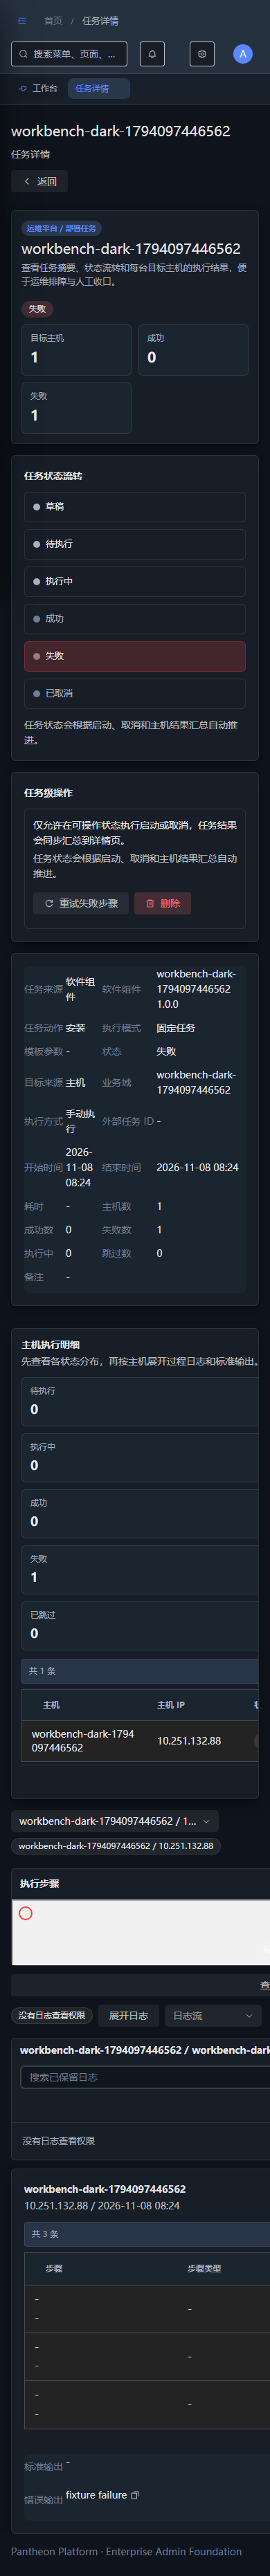 首页 / 任务详情
搜索菜单、页面、...
A
工作台 任务详情
workbench-dark-1794097446562
任务详情
返回
运维平台 / 部署任务
workbench-dark-1794097446562
查看任务摘要、状态流转和每台目标主机的执行结果，便
于运维排障与人工收口。
失败
目标主机
1
成功
0
失败
1
任务状态流转
草稿
待执行
执行中
成功
失败
已取消
任务状态会根据启动、取消和主机结果汇总自动推
进。
任务级操作
仅允许在可操作状态执行启动或取消，任务结果
会同步汇总到详情页。
任务状态会根据启动、取消和主机结果汇总自动
推进。
重试失败步骤 删除
任务来源 软件组件 软件组件 workbench-dark-1794097446562 1.0.0
任务动作 安装 执行模式 固定任务
模板参数 - 状态 失败
目标来源 主机 业务域 workbench-dark-1794097446562
执行方式 手动执行 外部任务 ID -
开始时间 2026-11-08 08:24 结束时间 2026-11-08 08:24
耗时 - 主机数 1
成功数 0 失败数 1
执行中 0 跳过数 0
备注 -
主机执行明细
先查看各状态分布，再按主机展开过程日志和标准输出。
待执行
0
执行中
0
成功
0
失败
1
已跳过
0
共 1 条
主机 主机 IP
workbench-dark-1794
097446562 10.251.132.88
workbench-dark-1794097446562 / 1...
workbench-dark-1794097446562 / 10.251.132.88
执行步骤
查
没有日志查看权限 展开日志 日志流
workbench-dark-1794097446562 / workbench-dark
搜索已保留日志
没有日志查看权限
workbench-dark-1794097446562
10.251.132.88 / 2026-11-08 08:24
共 3 条
步骤 步骤类型
-
- -
-
- -
-
- -
标准输出 -
错误输出 fixture failure
Pantheon Platform · Enterprise Admin Foundation